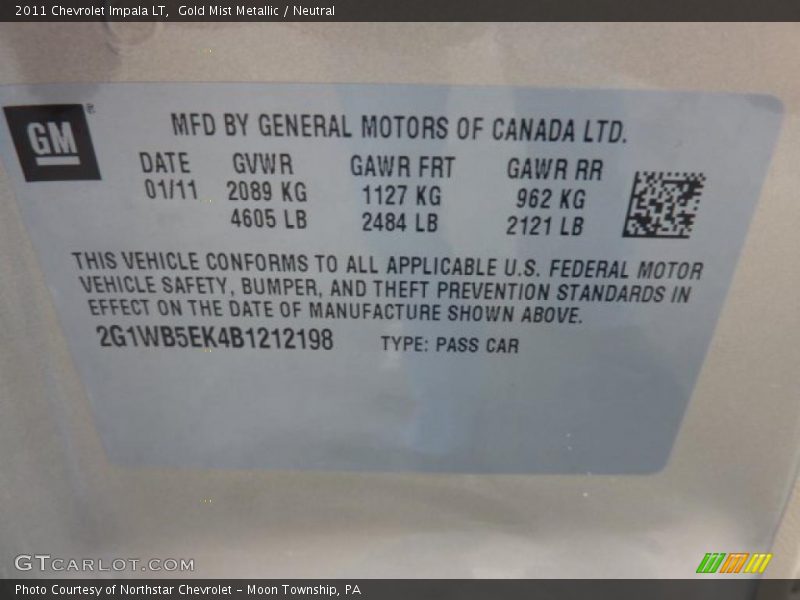 2011 Chevrolet Impala LT,  Gold Mist Metallic / Neutral
GM ®
MFD BY GENERAL MOTORS OF CANADA LTD.
DATE GVWR GAWR FRT GAWR RR
01/11 2089 KG 1127 KG 962 KG
4605 LB 2484 LB 2121 LB
THIS VEHICLE CONFORMS TO ALL APPLICABLE U.S. FEDERAL MOTOR
VEHICLE SAFETY, BUMPER, AND THEFT PREVENTION STANDARDS IN
EFFECT ON THE DATE OF MANUFACTURE SHOWN ABOVE.
2G1WB5EK4B1212198 TYPE: PASS CAR
GTCARLOT.COM
Photo Courtesy of Northstar Chevrolet - Moon Township, PA